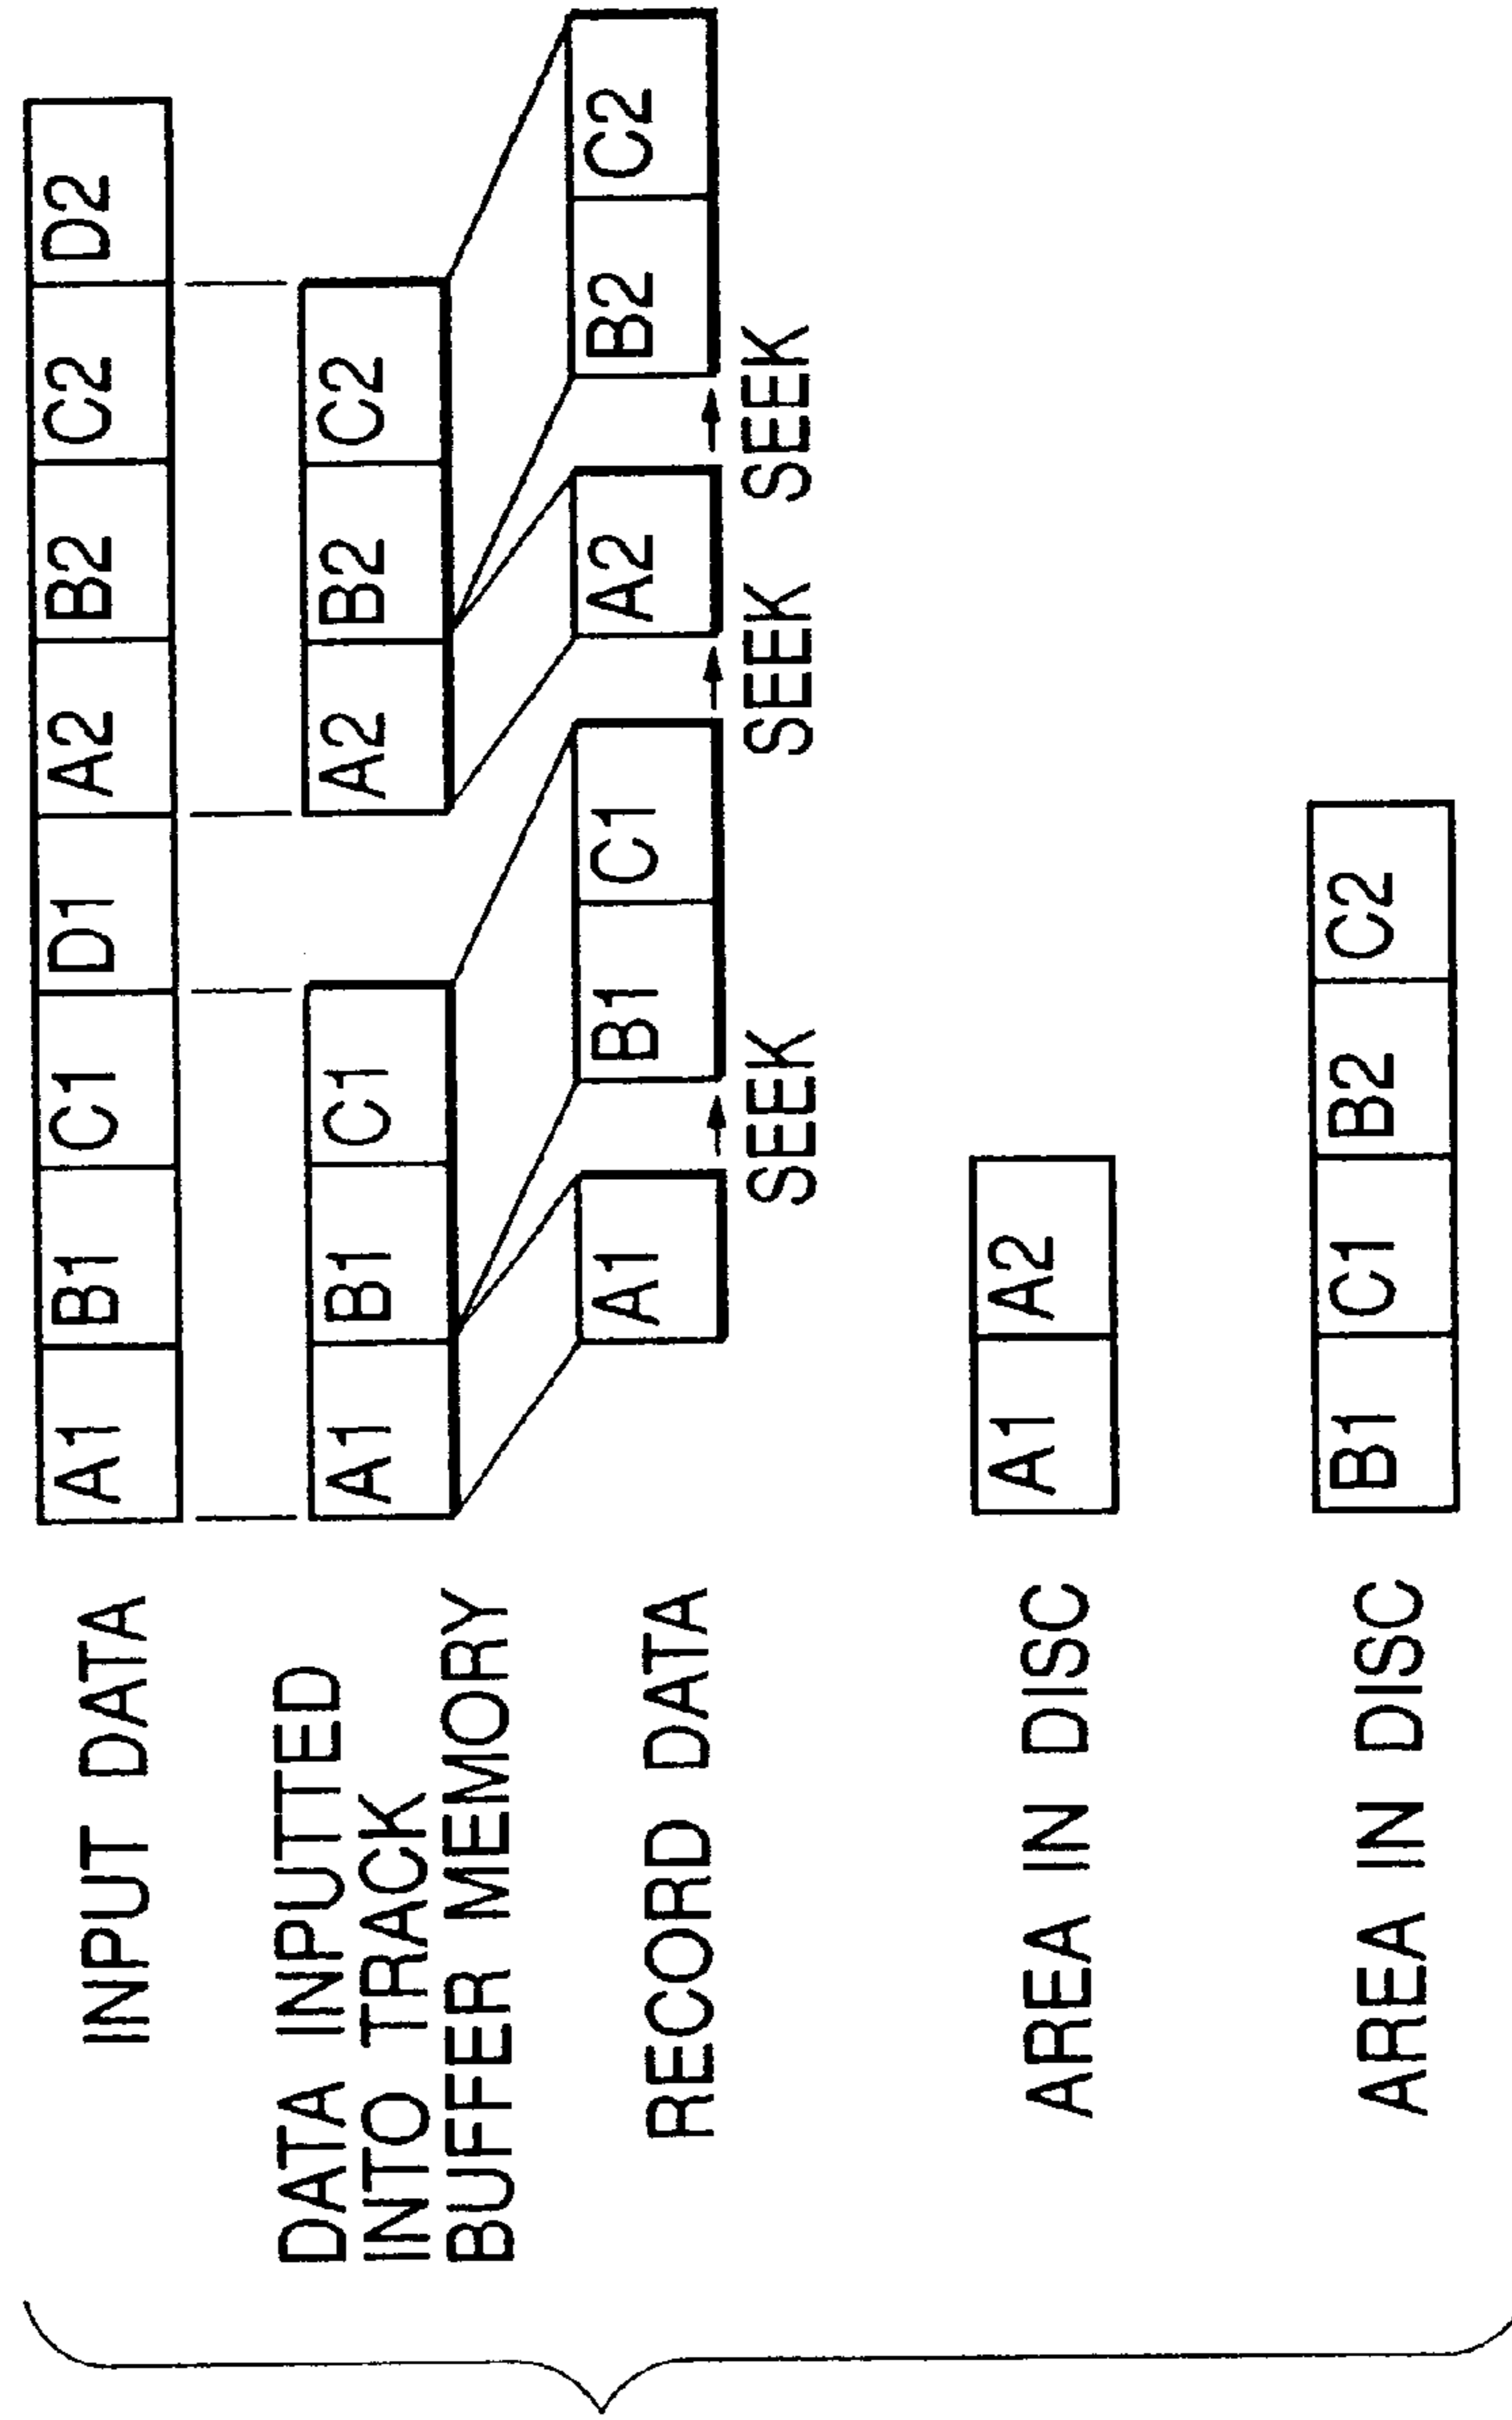 INPUT DATA
A1 B1 C1 D1 A2 B2 C2 D2
DATA INPUTTED
INTO TRACK
BUFFER MEMORY
A1 B1 C1 A2 B2 C2
RECORD DATA
A1 B1 C1 A2 B2 C2
SEEK SEEK SEEK
AREA IN DISC
A1 A2
AREA IN DISC
B1 C1 B2 C2